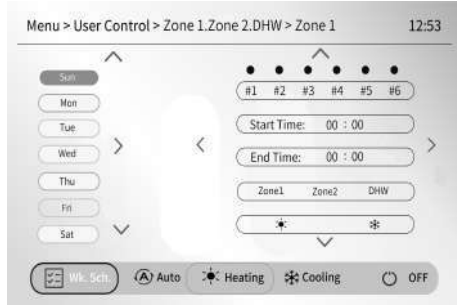 Menu > User Control > Zone 1.Zone 2.DHW > Zone 1 12:53
Sun
Mon
Tue
Wed
Thu
Fri
Sat
#1 #2 #3 #4 #5 #6
Start Time: 00 : 00
End Time: 00 : 00
Zone1 Zone2 DHW
Wk. Sch. Auto Heating Cooling OFF